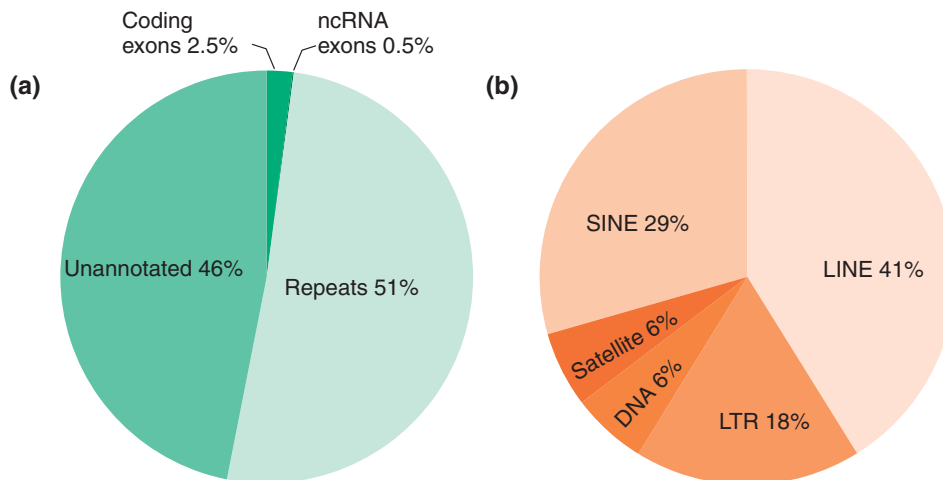 (a)
Coding
exons 2.5%
ncRNA
exons 0.5%
Unannotated 46%
Repeats 51%
(b)
SINE 29%
LINE 41%
Satellite 6%
DNA 6%
LTR 18%